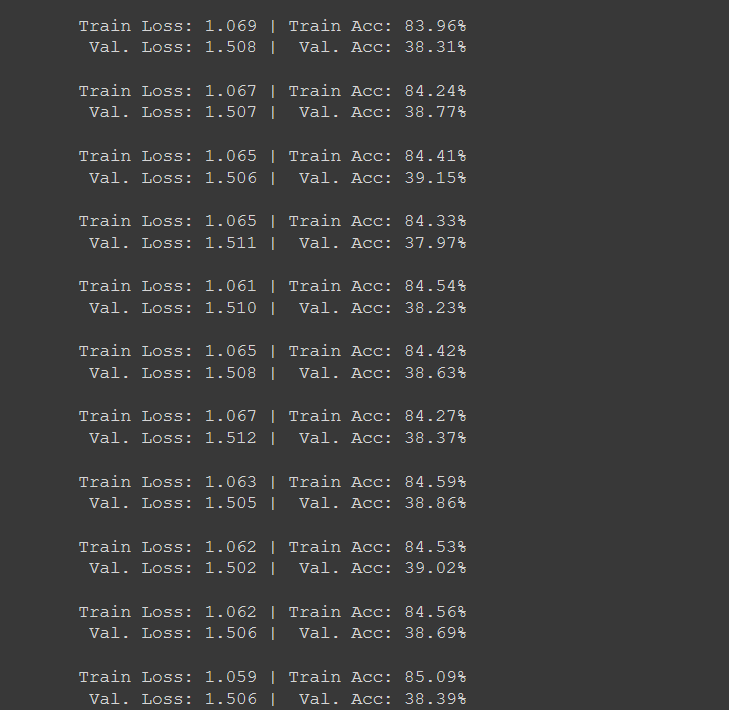 Train Loss: 1.069 | Train Acc: 83.96%
Val. Loss: 1.508 | Val. Acc: 38.31%
Train Loss: 1.067 | Train Acc: 84.24%
Val. Loss: 1.507 | Val. Acc: 38.77%
Train Loss: 1.065 | Train Acc: 84.41%
Val. Loss: 1.506 | Val. Acc: 39.15%
Train Loss: 1.065 | Train Acc: 84.33%
Val. Loss: 1.511 | Val. Acc: 37.97%
Train Loss: 1.061 | Train Acc: 84.54%
Val. Loss: 1.510 | Val. Acc: 38.23%
Train Loss: 1.065 | Train Acc: 84.42%
Val. Loss: 1.508 | Val. Acc: 38.63%
Train Loss: 1.067 | Train Acc: 84.27%
Val. Loss: 1.512 | Val. Acc: 38.37%
Train Loss: 1.063 | Train Acc: 84.59%
Val. Loss: 1.505 | Val. Acc: 38.86%
Train Loss: 1.062 | Train Acc: 84.53%
Val. Loss: 1.502 | Val. Acc: 39.02%
Train Loss: 1.062 | Train Acc: 84.56%
Val. Loss: 1.506 | Val. Acc: 38.69%
Train Loss: 1.059 | Train Acc: 85.09%
Val. Loss: 1.506 | Val. Acc: 38.39%